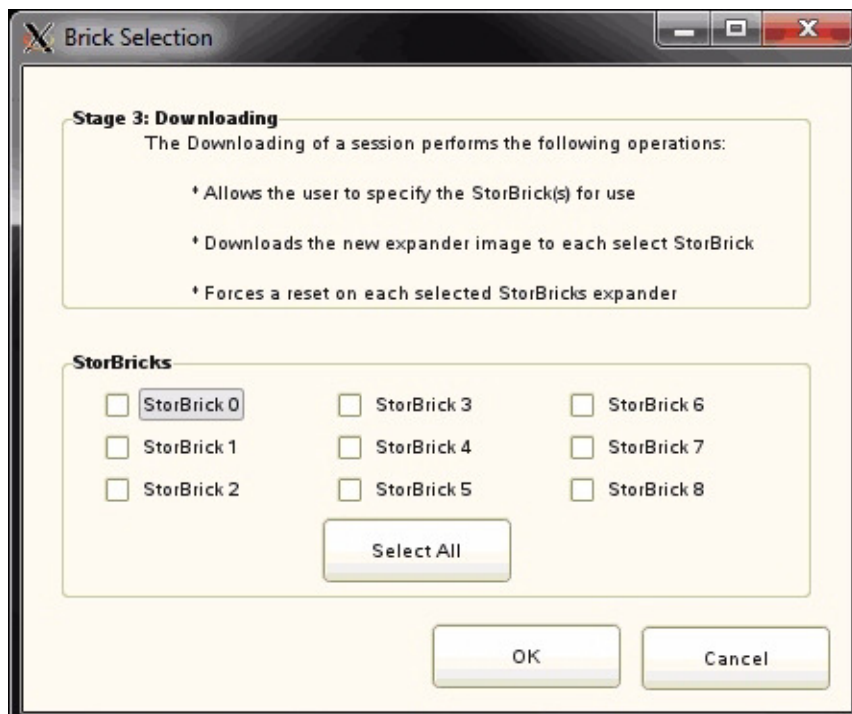 Brick Selection
Stage 3: Downloading
The Downloading of a session performs the following operations:
* Allows the user to specify the StorBrick(s) for use
* Downloads the new expander image to each select StorBrick
* Forces a reset on each selected StorBricks expander
StorBricks
StorBrick 0 StorBrick 3 StorBrick 6
StorBrick 1 StorBrick 4 StorBrick 7
StorBrick 2 StorBrick 5 StorBrick 8
Select All
OK Cancel